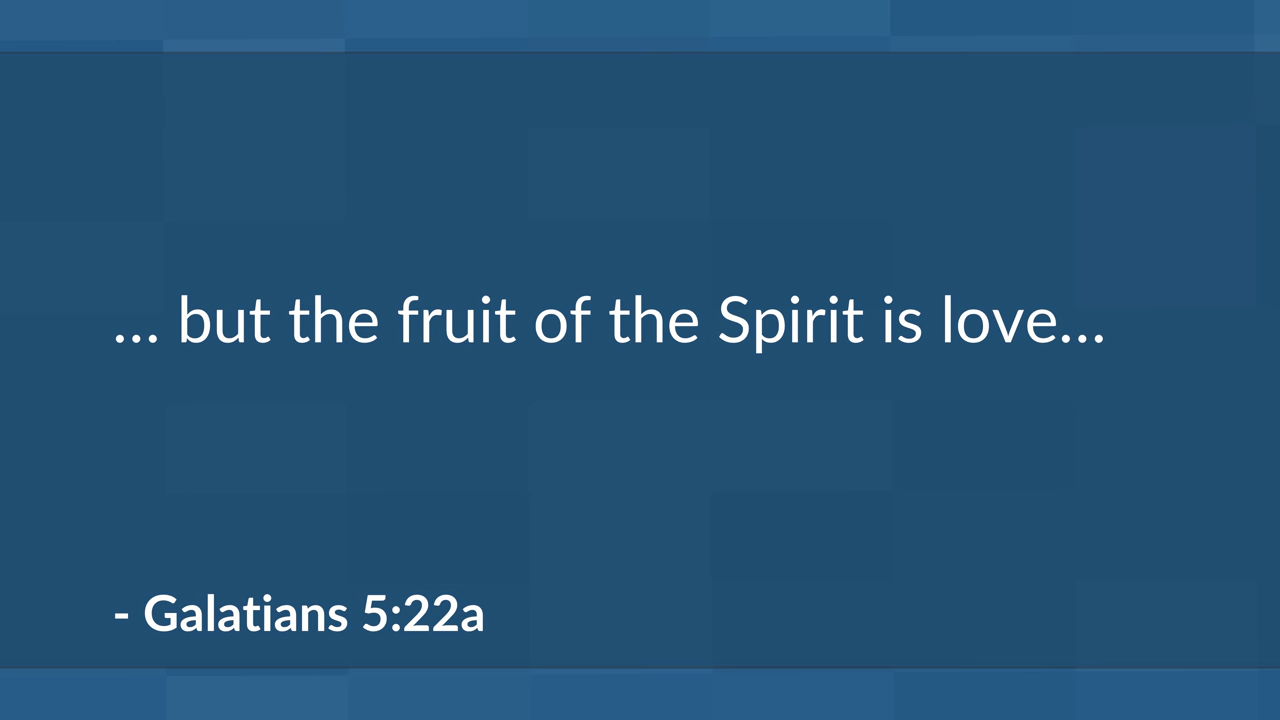 ... but the fruit of the Spirit is love...
- Galatians 5:22a